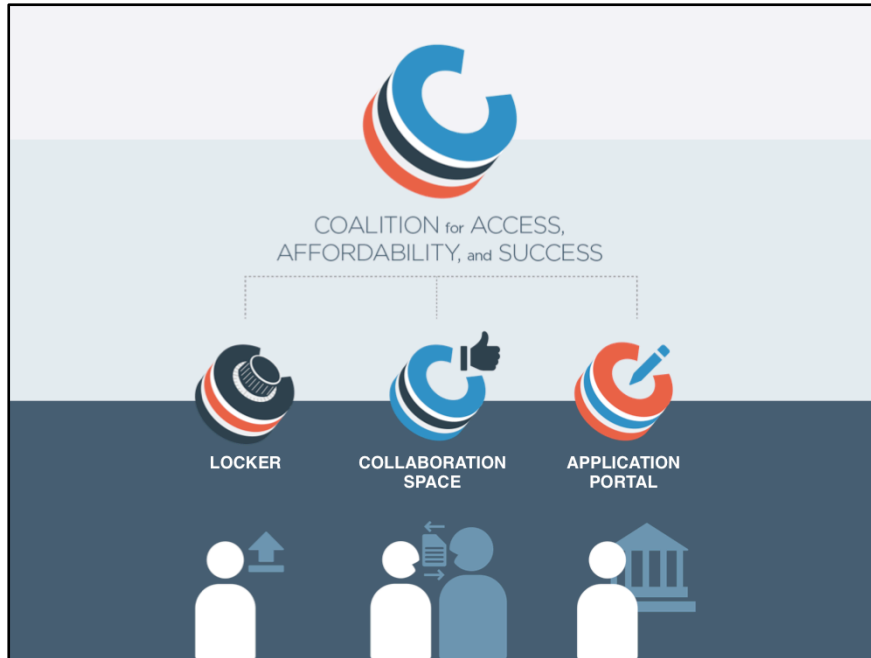 COALITION for ACCESS,
AFFORDABILITY, and SUCCESS
LOCKER
COLLABORATION
SPACE
APPLICATION
PORTAL